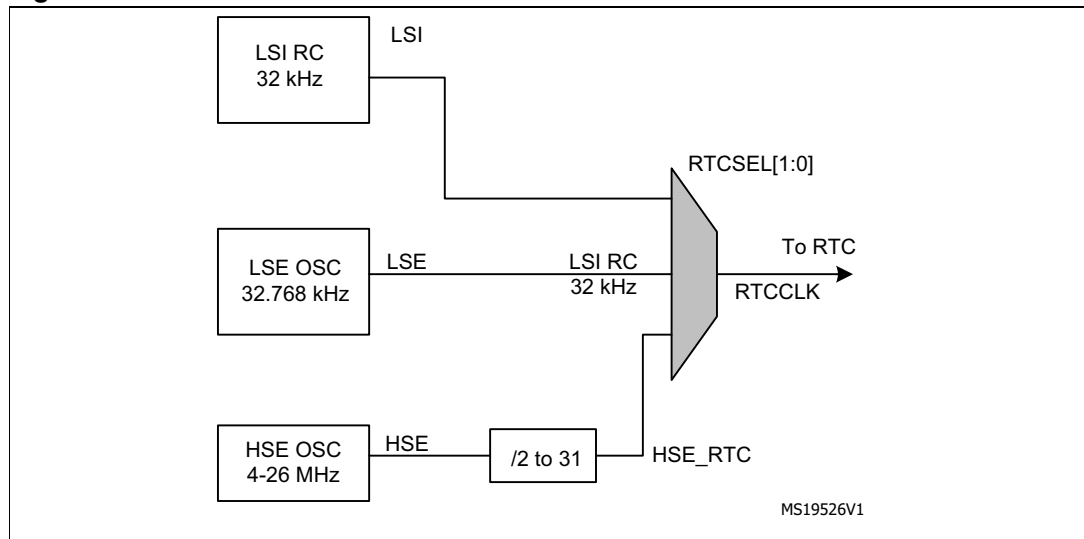 LSI RC
32 kHz
LSI
RTCSEL[1:0]
LSE OSC
32.768 kHz
LSE
LSI RC
32 kHz
To RTC
RTCCLK
HSE OSC
4-26 MHz
HSE
/2 to 31
HSE_RTC
MS19526V1